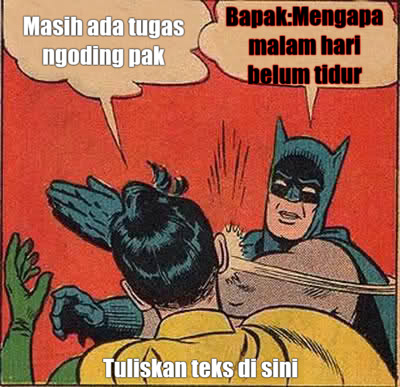 Masih ada tugas
ngoding pak
Bapak:Mengapa
malam hari
belum tidur
Tuliskan teks di sini